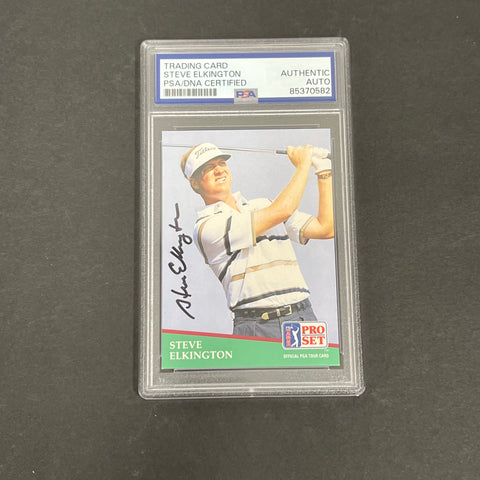 TRADING CARD
STEVE ELKINGTON
PSA/DNA CERTIFIED
AUTHENTIC
AUTO
85370582
PSA
Titleist
Steve Elkington
STEVE
ELKINGTON
PGA TOUR
PRO
SET
OFFICIAL PGA TOUR CARD